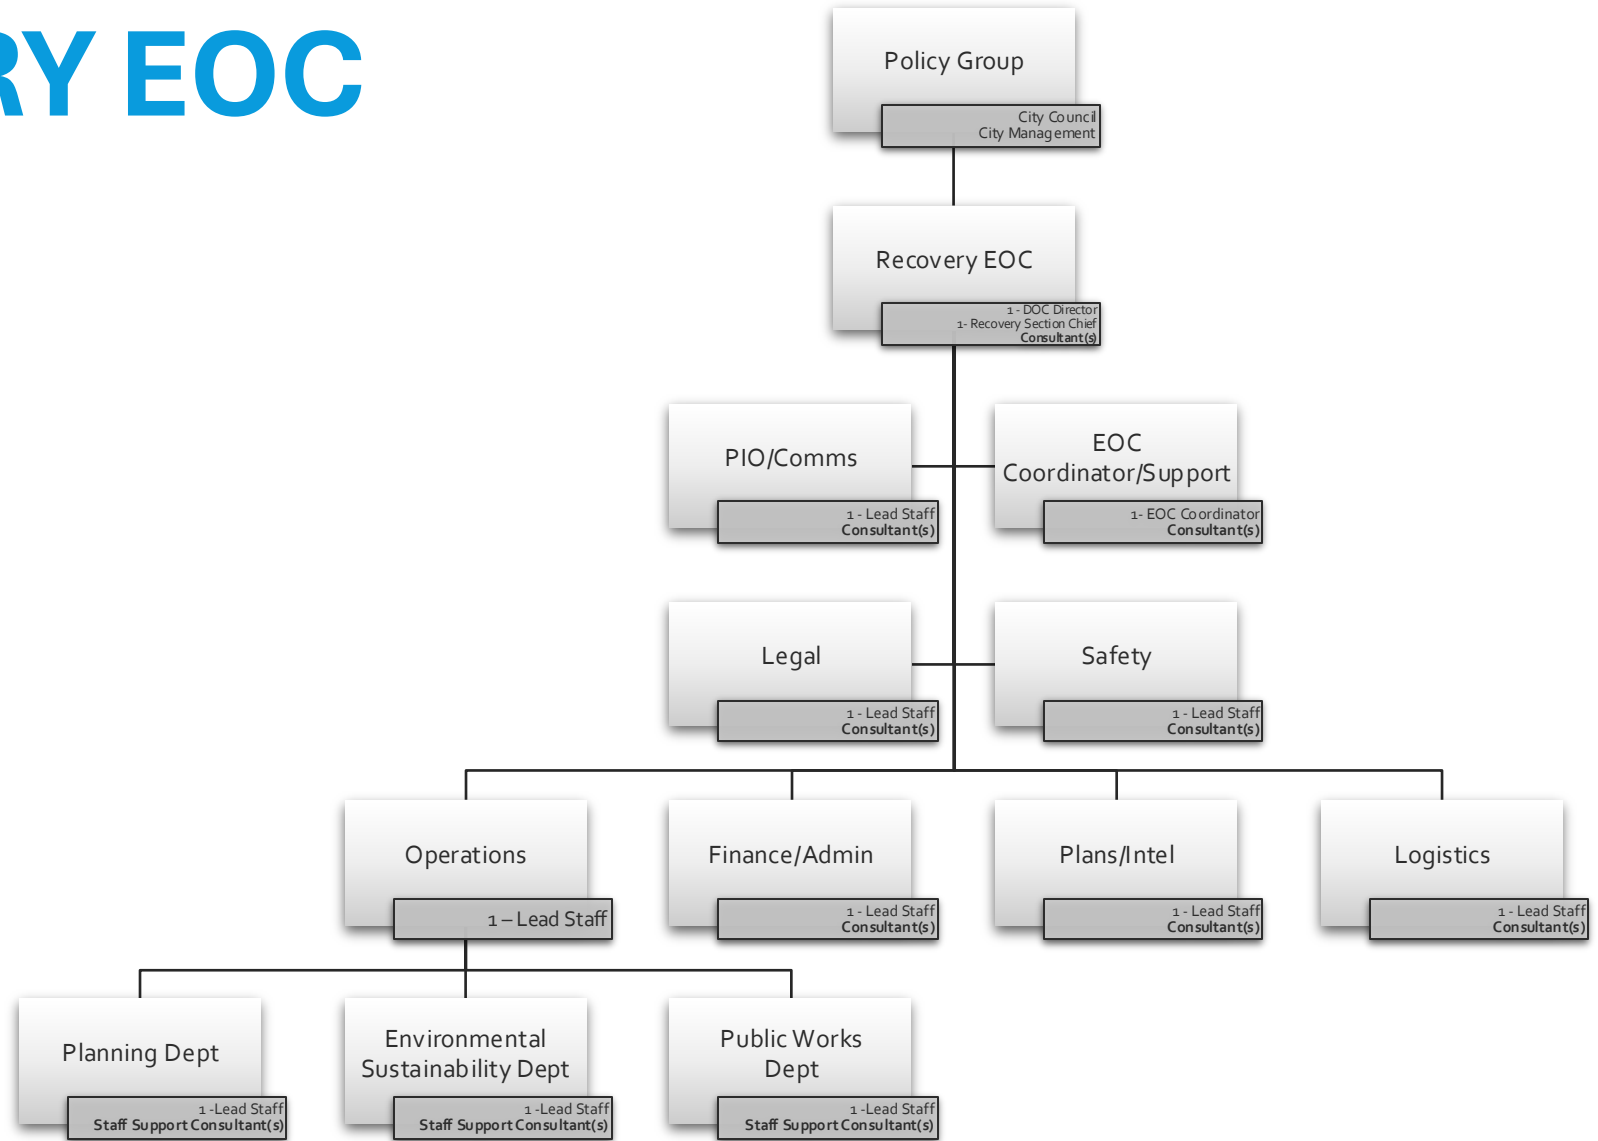 RY EOC
Policy Group
City Council
City Management
Recovery EOC
1 - DOC Director
1- Recovery Section Chief
Consultant(s)
PIO/Comms
1 - Lead Staff
Consultant(s)
EOC
Coordinator/Support
1- EOC Coordinator
Consultant(s)
Legal
1 - Lead Staff
Consultant(s)
Safety
1 - Lead Staff
Consultant(s)
Operations
1 – Lead Staff
Finance/Admin
1 - Lead Staff
Consultant(s)
Plans/Intel
1 - Lead Staff
Consultant(s)
Logistics
1 - Lead Staff
Consultant(s)
Planning Dept
1 -Lead Staff
Staff Support Consultant(s)
Environmental
Sustainability Dept
1 -Lead Staff
Staff Support Consultant(s)
Public Works
Dept
1 -Lead Staff
Staff Support Consultant(s)